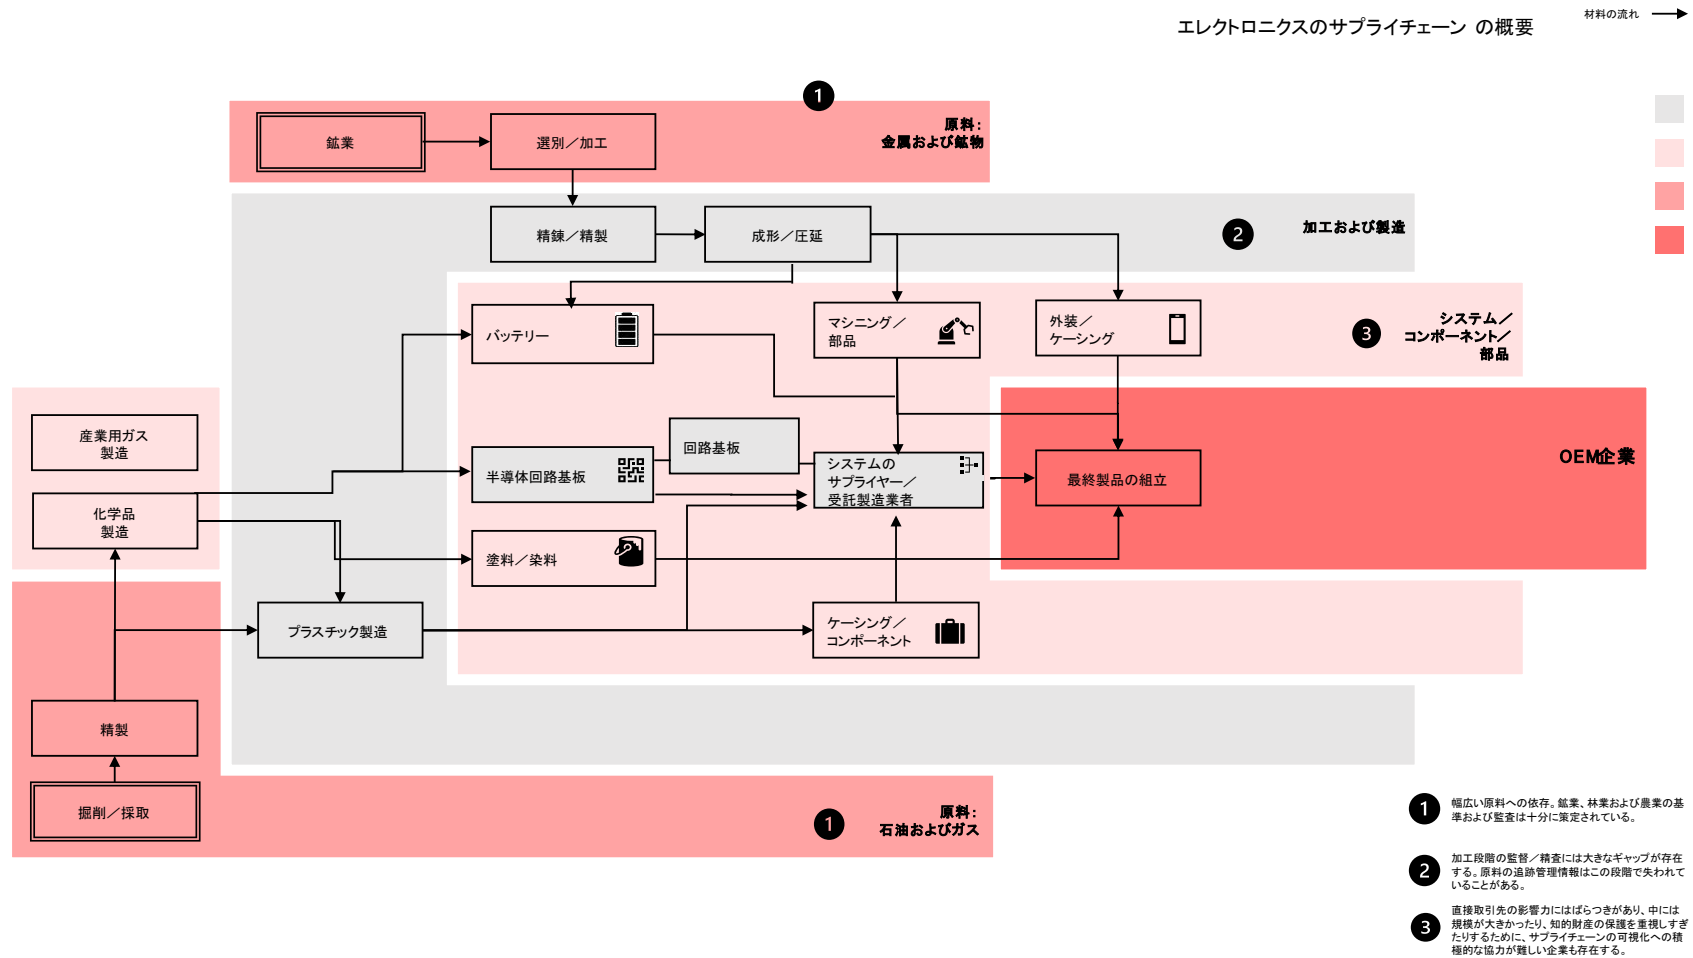 材料の流れ
エレクトロニクスのサプライチェーン の概要
1
原料:
金属および鉱物
鉱業
選別／加工
精錬／精製
成形／圧延
2
加工および製造
バッテリー
マシニング／
部品
外装／
ケーシング
3
システム／
コンポーネント／
部品
産業用ガス
製造
化学品
製造
半導体回路基板
回路基板
システムの
サプライヤー／
受託製造業者
最終製品の組立
OEM企業
塗料／染料
プラスチック製造
ケーシング／
コンポーネント
精製
掘削／採取
1
原料:
石油およびガス
1
幅広い原料への依存。鉱業、林業および農業の基
準および監査は十分に策定されている。
2
加工段階の監督／精査には大きなギャップが存在
する。原料の追跡管理情報はこの段階で失われて
いることがある。
3
直接取引先の影響力にはばらつきがあり、中には
規模が大きかったり、知的財産の保護を重視しすぎ
たりするために、サプライチェーンの可視化への積
極的な協力が難しい企業も存在する。